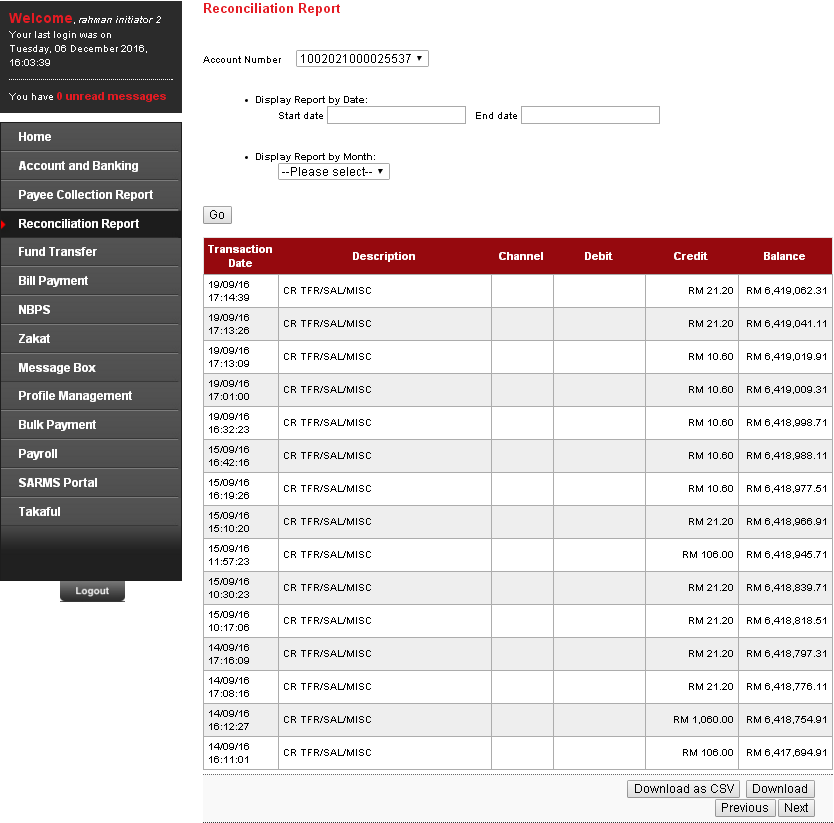 Welcome, rahman initiator 2
Your last login was on
Tuesday, 06 December 2016,
16:03:39
You have 0 unread messages
Home
Account and Banking
Payee Collection Report
Reconciliation Report
Fund Transfer
Bill Payment
NBPS
Zakat
Message Box
Profile Management
Bulk Payment
Payroll
SARMS Portal
Takaful
Logout
Reconciliation Report
Account Number 1002021000025537
• Display Report by Date:
Start date End date
• Display Report by Month:
--Please select--
Go
Transaction Date Description Channel Debit Credit Balance
19/09/16 17:14:39 CR TFR/SAL/MISC RM 21.20 RM 6,419,062.31
19/09/16 17:13:26 CR TFR/SAL/MISC RM 21.20 RM 6,419,041.11
19/09/16 17:13:09 CR TFR/SAL/MISC RM 10.60 RM 6,419,019.91
19/09/16 17:01:00 CR TFR/SAL/MISC RM 10.60 RM 6,419,009.31
19/09/16 16:32:23 CR TFR/SAL/MISC RM 10.60 RM 6,418,998.71
15/09/16 16:42:16 CR TFR/SAL/MISC RM 10.60 RM 6,418,988.11
15/09/16 16:19:26 CR TFR/SAL/MISC RM 10.60 RM 6,418,977.51
15/09/16 15:10:20 CR TFR/SAL/MISC RM 21.20 RM 6,418,966.91
15/09/16 11:57:23 CR TFR/SAL/MISC RM 106.00 RM 6,418,945.71
15/09/16 10:30:23 CR TFR/SAL/MISC RM 21.20 RM 6,418,839.71
15/09/16 10:17:06 CR TFR/SAL/MISC RM 21.20 RM 6,418,818.51
14/09/16 17:16:09 CR TFR/SAL/MISC RM 21.20 RM 6,418,797.31
14/09/16 17:08:16 CR TFR/SAL/MISC RM 21.20 RM 6,418,776.11
14/09/16 16:12:27 CR TFR/SAL/MISC RM 1,060.00 RM 6,418,754.91
14/09/16 16:11:01 CR TFR/SAL/MISC RM 106.00 RM 6,417,694.91
Download as CSV Download
Previous Next